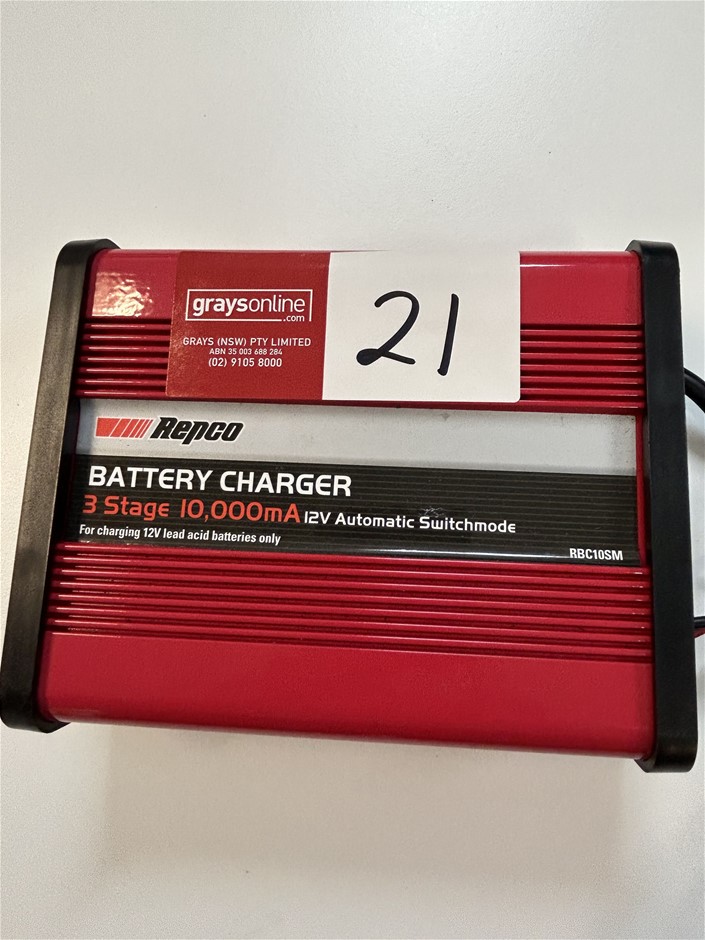 graysonline
.com
GRAYS (NSW) PTY LIMITED
ABN 35 003 688 284
(02) 9105 8000
21
Repco
BATTERY CHARGER
3 Stage 10,000mA 12V Automatic Switchmode
For charging 12V lead acid batteries only
RBC10SM